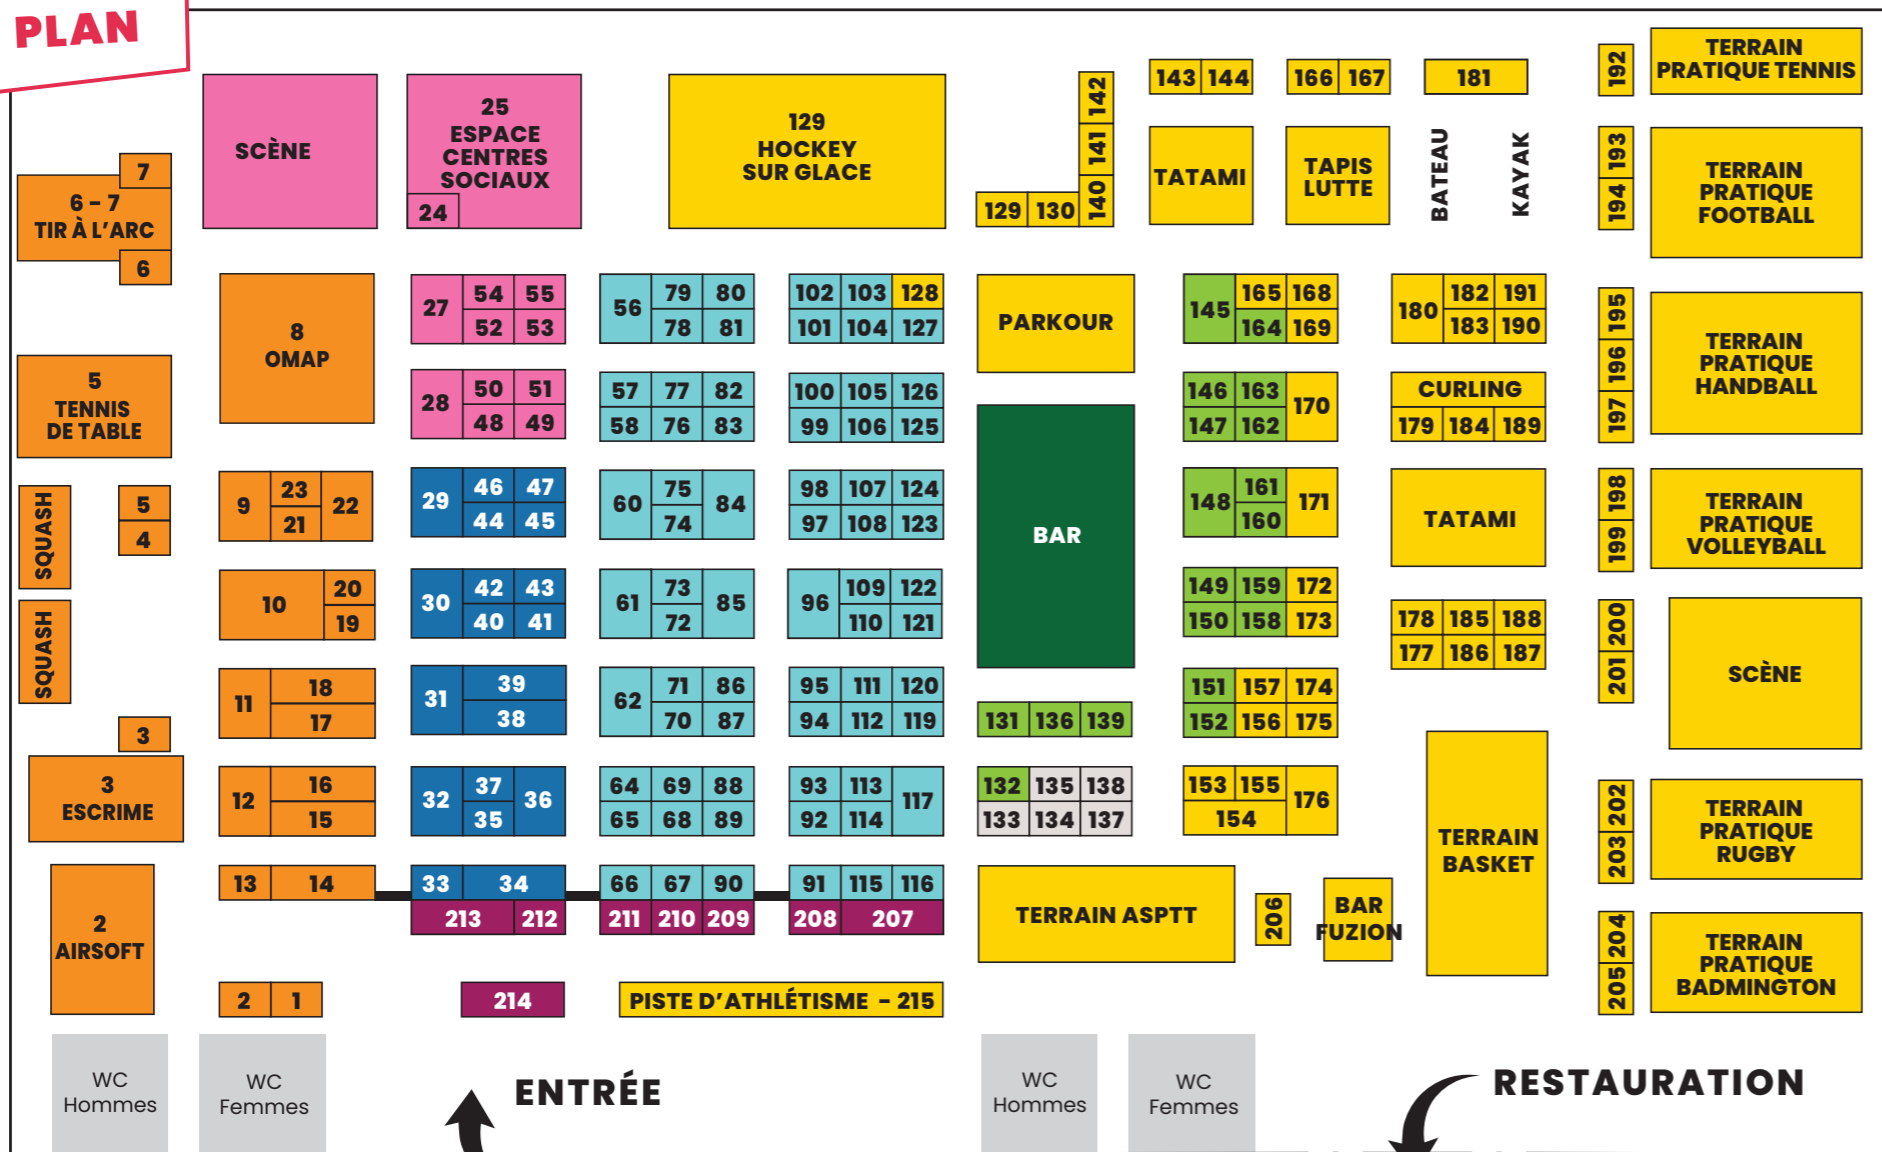 PLAN
SCÈNE
25
ESPACE
CENTRES
SOCIAUX
24
129
HOCKEY
SUR GLACE
129 130
140 141 142
143 144
TATAMI
166 167
TAPIS
LUTTE
181
BATEAU
KAYAK
192
TERRAIN
PRATIQUE TENNIS
194 193
TERRAIN
PRATIQUE
FOOTBALL
7
6 – 7
TIR À L'ARC
6
8
OMAP
27 54 55
52 53
56 79 80
78 81
102 103 128
101 104 127
PARKOUR
145 165 168
164 169
180 182 191
183 190
197 196 195
TERRAIN
PRATIQUE
HANDBALL
5
TENNIS
DE TABLE
28 50 51
48 49
57 77 82
58 76 83
100 105 126
99 106 125
BAR
146 163 170
147 162
CURLING
179 184 189
SQUASH
5
4
9 23 22
21
29 46 47
44 45
60 75 84
74
98 107 124
97 108 123
148 161 171
160
TATAMI
199 198
TERRAIN
PRATIQUE
VOLLEYBALL
SQUASH
10 20
19
30 42 43
40 41
61 73 85
72
96 109 122
110 121
149 159 172
150 158 173
178 185 188
177 186 187
201 200
SCÈNE
11 18
17
31 39
38
62 71 86
70 87
95 111 120
94 112 119
131 136 139
151 157 174
152 156 175
3
3
ESCRIME
12 16
15
32 37 36
35
64 69 88
65 68 89
93 113 117
92 114
132 135 138
133 134 137
153 155 176
154
TERRAIN
BASKET
203 202
TERRAIN
PRATIQUE
RUGBY
2
AIRSOFT
13 14
33 34
213 212
66 67 90
211 210 209
91 115 116
208 207
TERRAIN ASPTT
206
BAR
FUZION
205 204
TERRAIN
PRATIQUE
BADMINGTON
2 1
214
PISTE D'ATHLÉTISME – 215
WC
Hommes
WC
Femmes
ENTRÉE
WC
Hommes
WC
Femmes
RESTAURATION